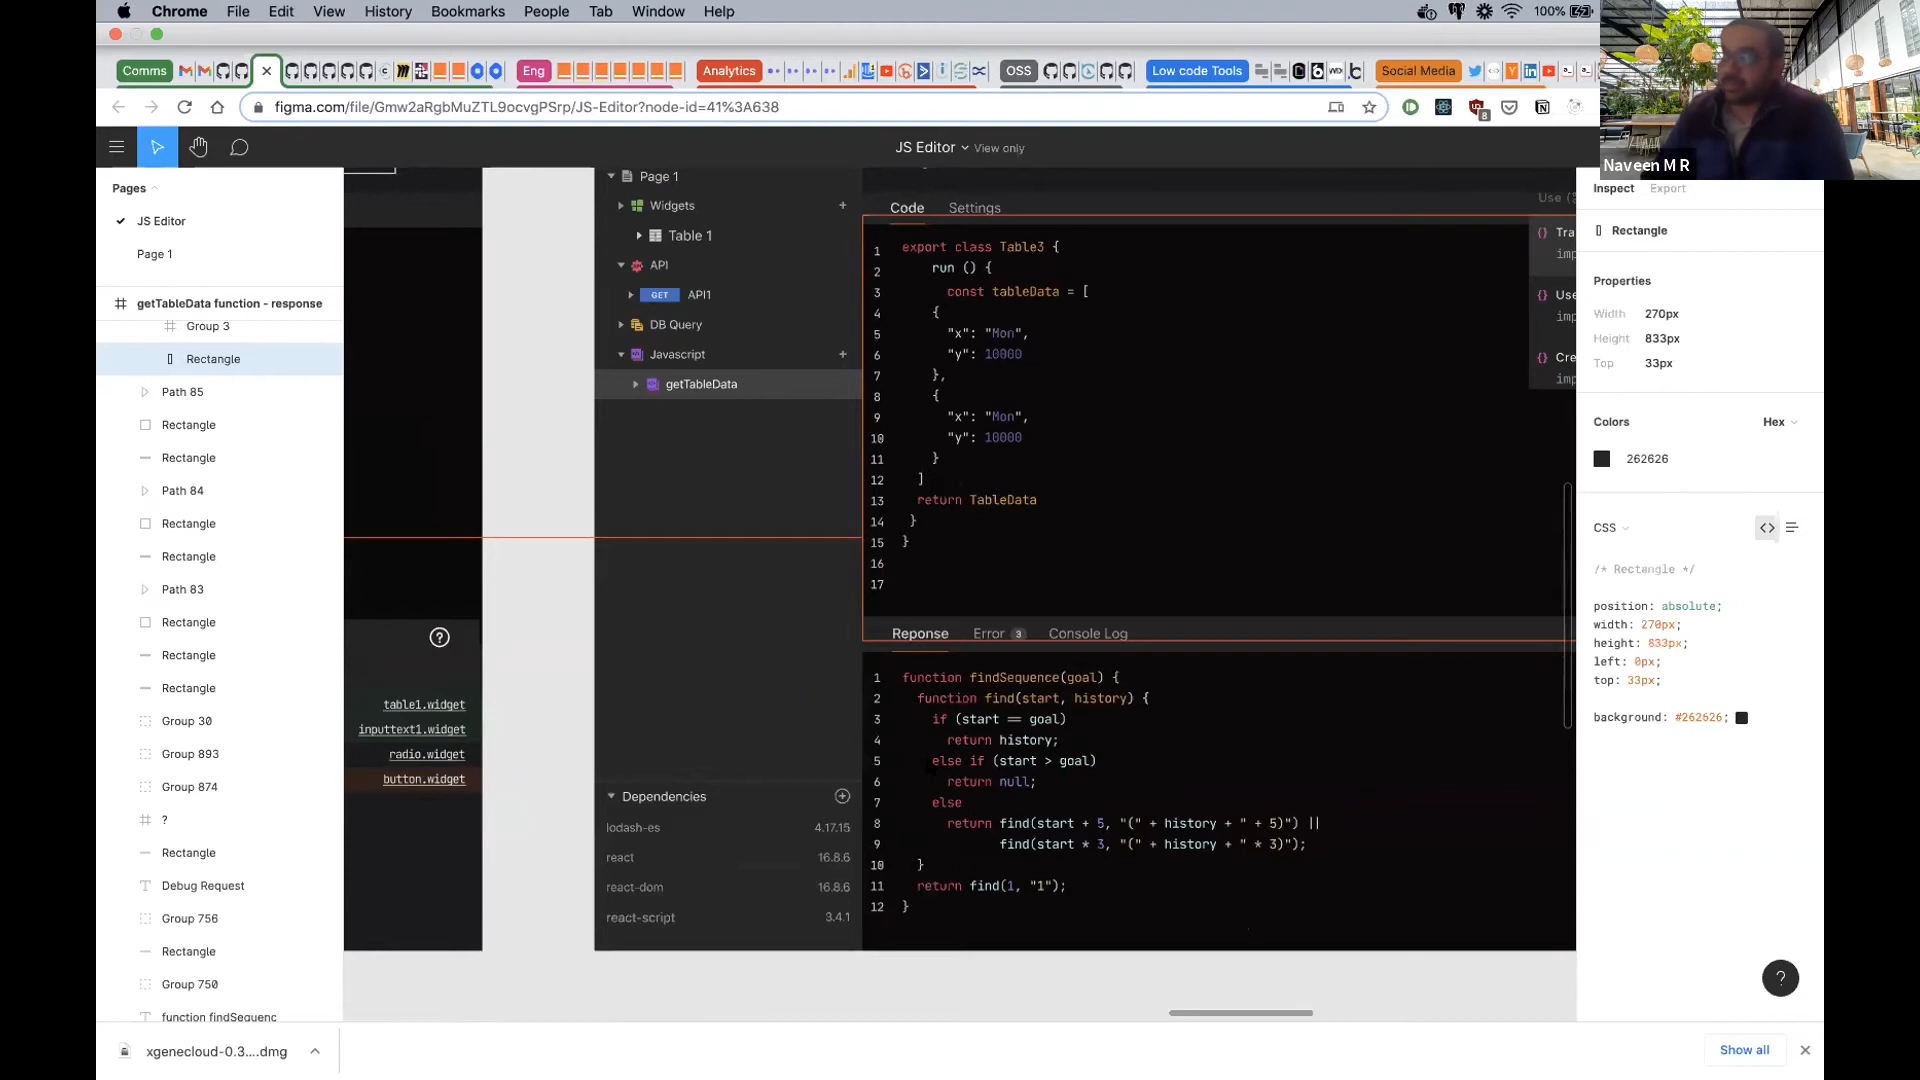 Chrome File Edit View History Bookmarks People Tab Window Help
100%
Comms
Eng
Analytics
OSS
Low code Tools
Social Media
figma.com/file/Gmw2aRgbMuZTL9ocvgPSrp/JS-Editor?node-id=41%3A638
8
JS Editor View only
Naveen M R
Pages
JS Editor
Page 1
getTableData function - response
Group 3
Rectangle
Path 85
Rectangle
Rectangle
Path 84
Rectangle
Rectangle
Path 83
Rectangle
Rectangle
Rectangle
Group 30
Group 893
Group 874
?
Rectangle
Debug Request
Group 756
Rectangle
Group 750
function findSequenc
?
table1.widget
inputtext1.widget
radio.widget
button.widget
Page 1
Widgets +
Table 1
API
GET API1
DB Query
Javascript +
getTableData
Dependencies
lodash-es 4.17.15
react 16.8.6
react-dom 16.8.6
react-script 3.4.1
Code Settings
Use
1 export class Table3 {
2 run () {
3 const tableData = [
4 {
5 "x": "Mon",
6 "y": 10000
7 },
8 {
9 "x": "Mon",
10 "y": 10000
11 }
12 ]
13 return TableData
14 }
15 }
16
17
{} Tra
imp
{} Use
imp
{} Cre
imp
Reponse Error 3 Console Log
1 function findSequence(goal) {
2 function find(start, history) {
3 if (start == goal)
4 return history;
5 else if (start > goal)
6 return null;
7 else
8 return find(start + 5, "(" + history + " + 5)") ||
9 find(start * 3, "(" + history + " * 3)");
10 }
11 return find(1, "1");
12 }
Inspect Export
Rectangle
Properties
Width 270px
Height 833px
Top 33px
Colors Hex
262626
CSS
/* Rectangle */
position: absolute;
width: 270px;
height: 833px;
left: 0px;
top: 33px;
background: #262626;
?
xgenecloud-0.3....dmg
Show all